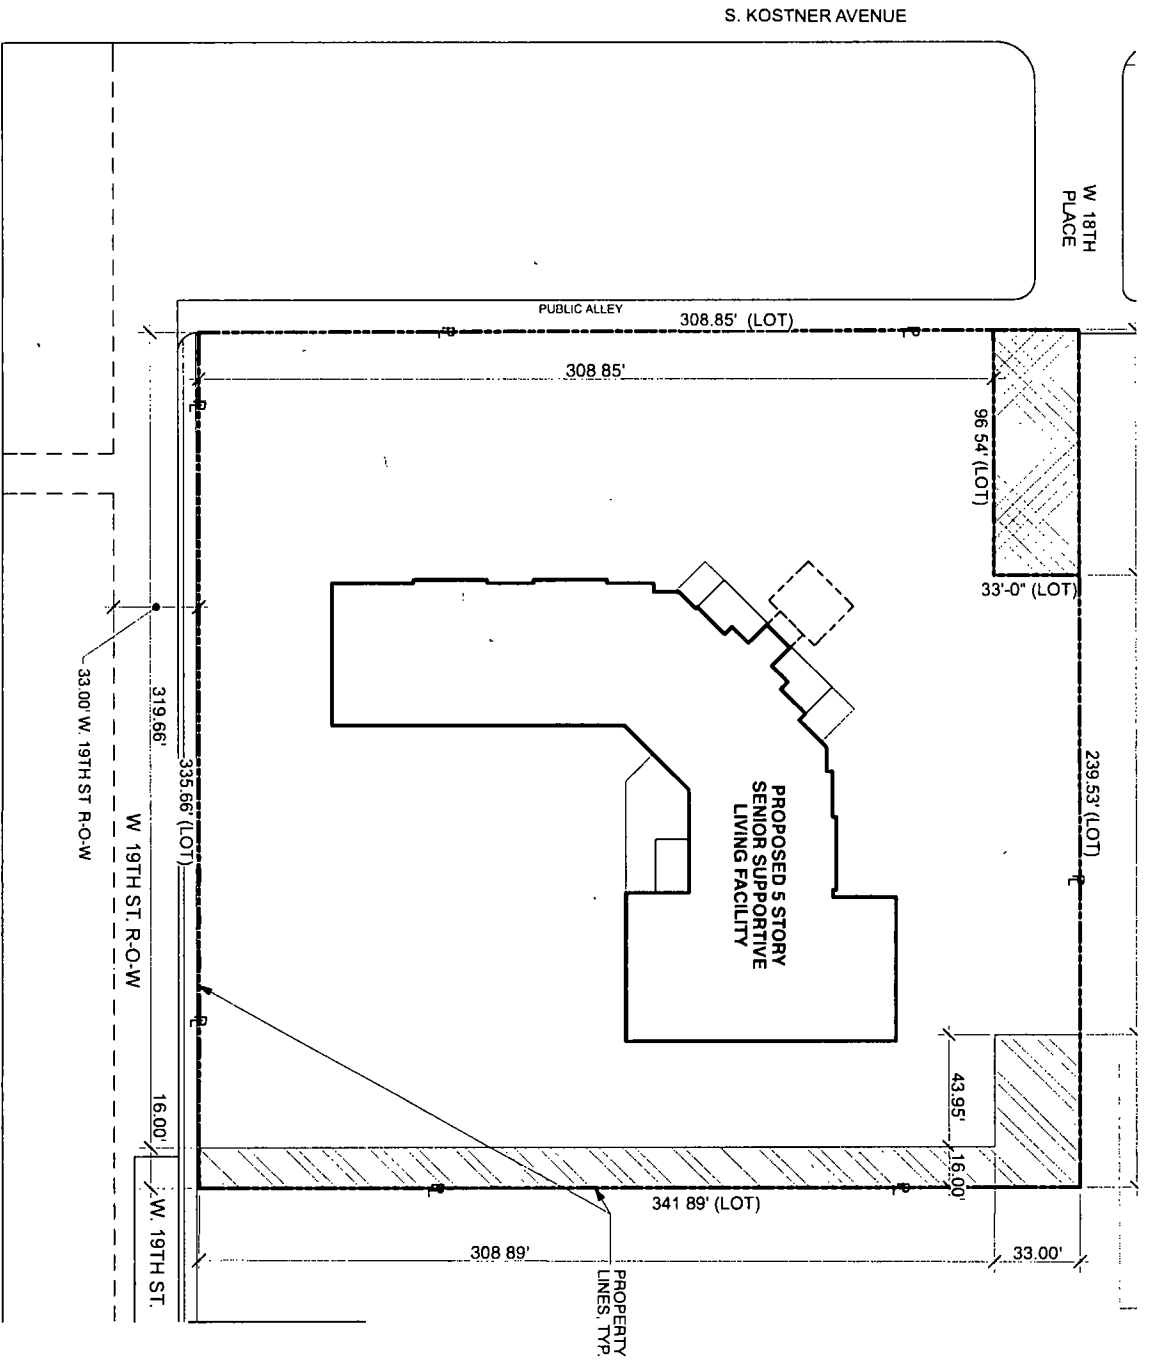 S. KOSTNER AVENUE
W 18TH
PLACE
PUBLIC ALLEY
308.85' (LOT)
308 85'
96 54' (LOT)
33'-0" (LOT)
239.53' (LOT)
PROPOSED 5 STORY
SENIOR SUPPORTIVE
LIVING FACILITY
319.66'
335.66' (LOT)
33.00' W. 19TH ST R-O-W
W 19TH ST. R-O-W
16.00'
W. 19TH ST.
43.95'
16.00'
341 89' (LOT)
308 89'
33.00'
PROPERTY
LINES, TYP.